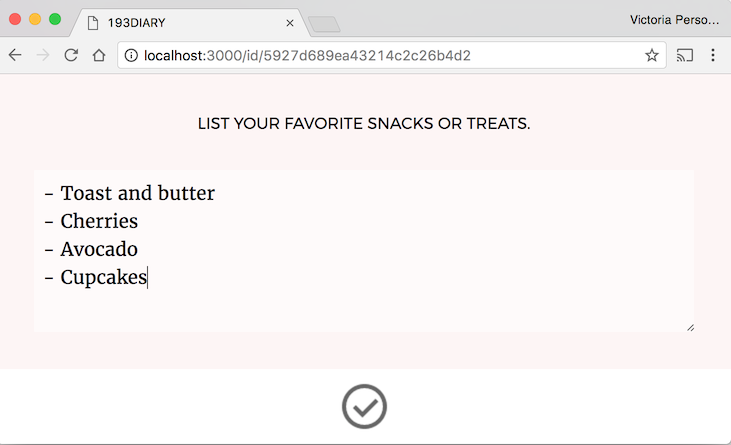 193DIARY
Victoria Perso...
localhost:3000/id/5927d689ea43214c2c26b4d2
LIST YOUR FAVORITE SNACKS OR TREATS.
- Toast and butter
- Cherries
- Avocado
- Cupcakes